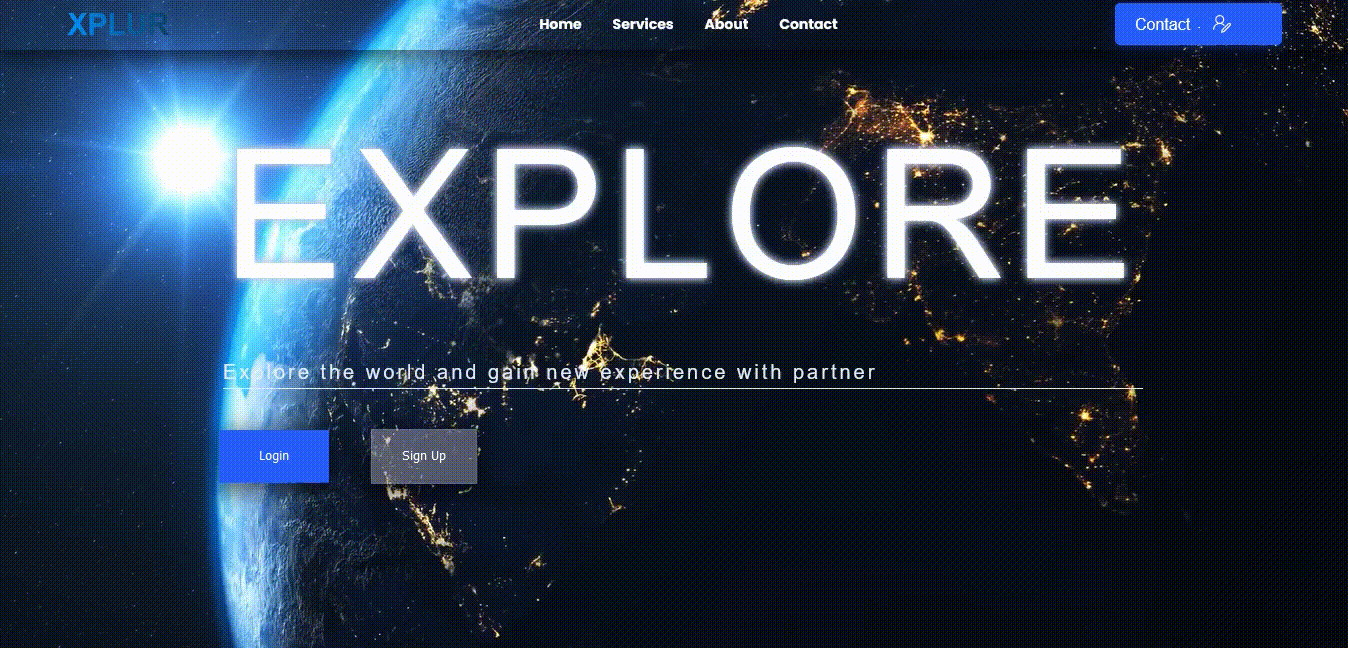 XPLUR
Home Services About Contact
Contact
EXPLORE
Explore the world and gain new experience with partner
Login
Sign Up